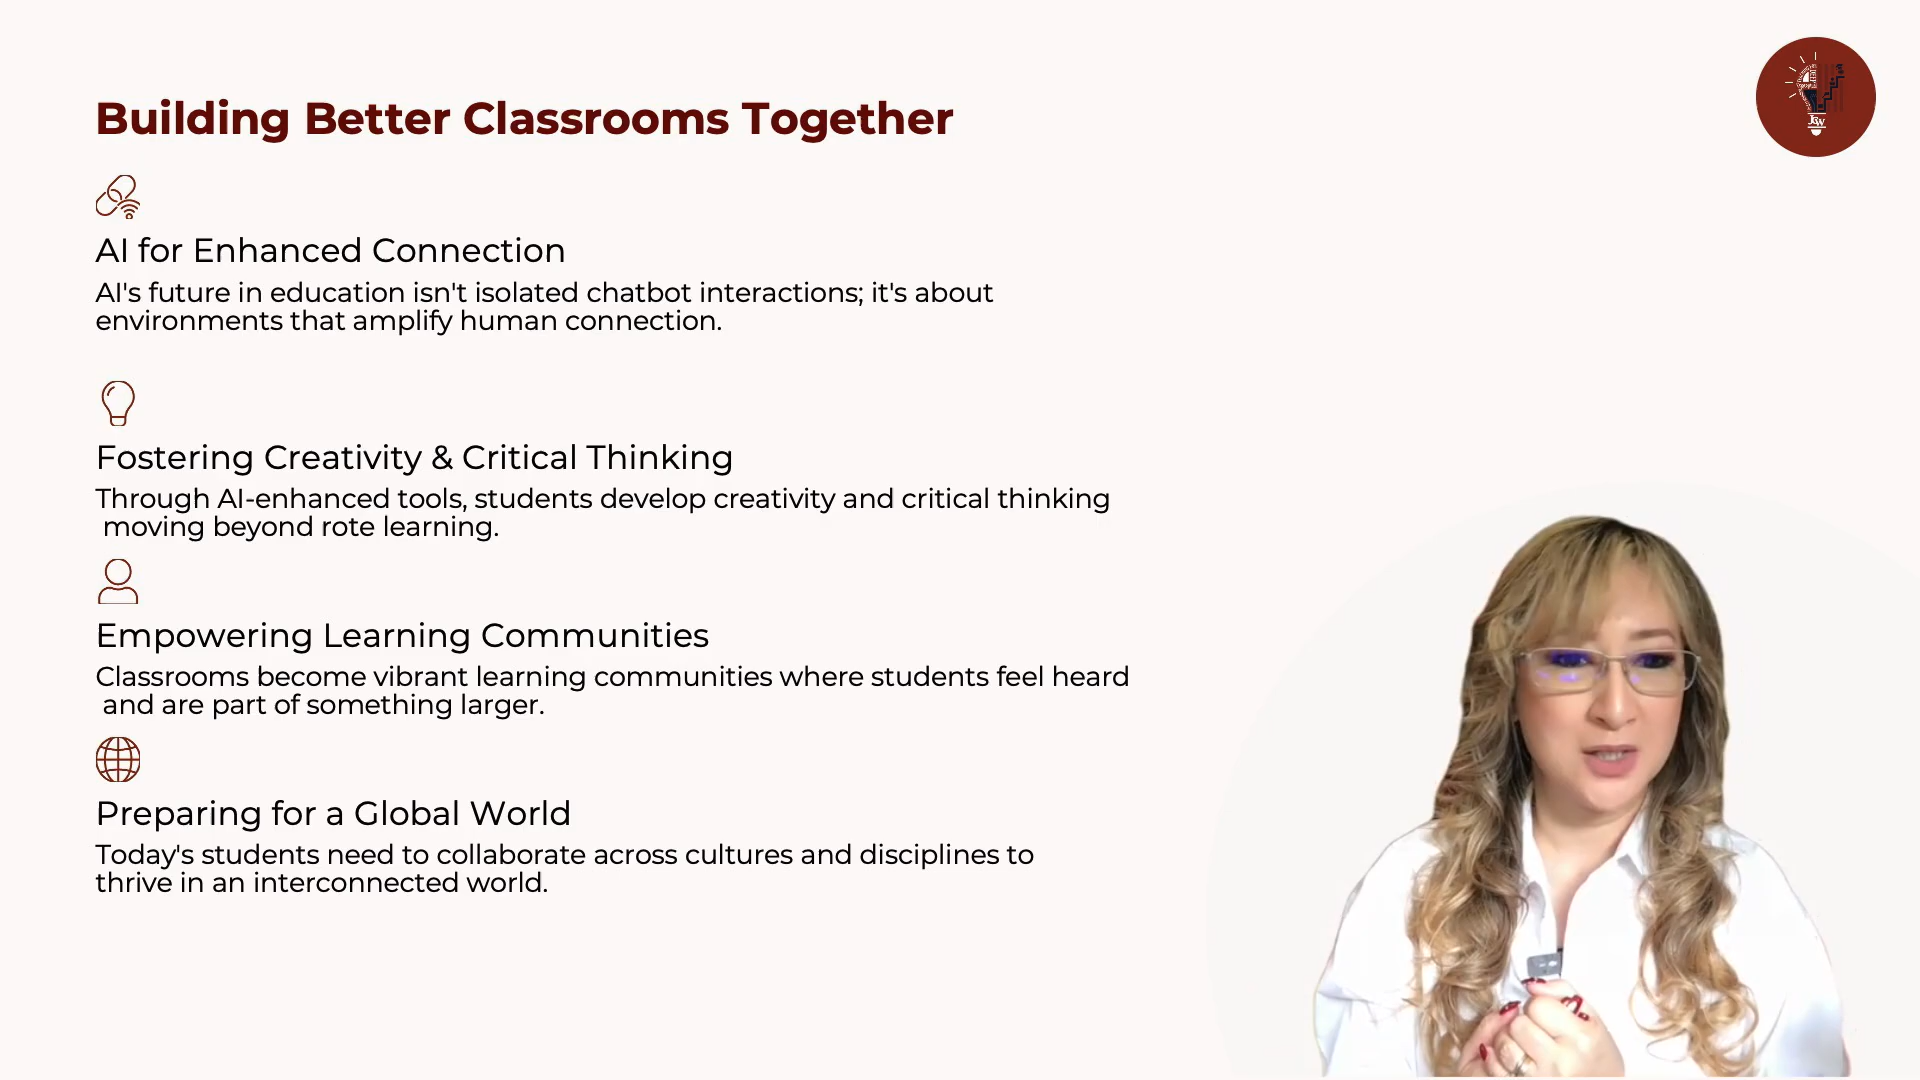 Building Better Classrooms Together
AI for Enhanced Connection
AI's future in education isn't isolated chatbot interactions; it's about
environments that amplify human connection.
Fostering Creativity & Critical Thinking
Through AI-enhanced tools, students develop creativity and critical thinking
moving beyond rote learning.
Empowering Learning Communities
Classrooms become vibrant learning communities where students feel heard
and are part of something larger.
Preparing for a Global World
Today's students need to collaborate across cultures and disciplines to
thrive in an interconnected world.